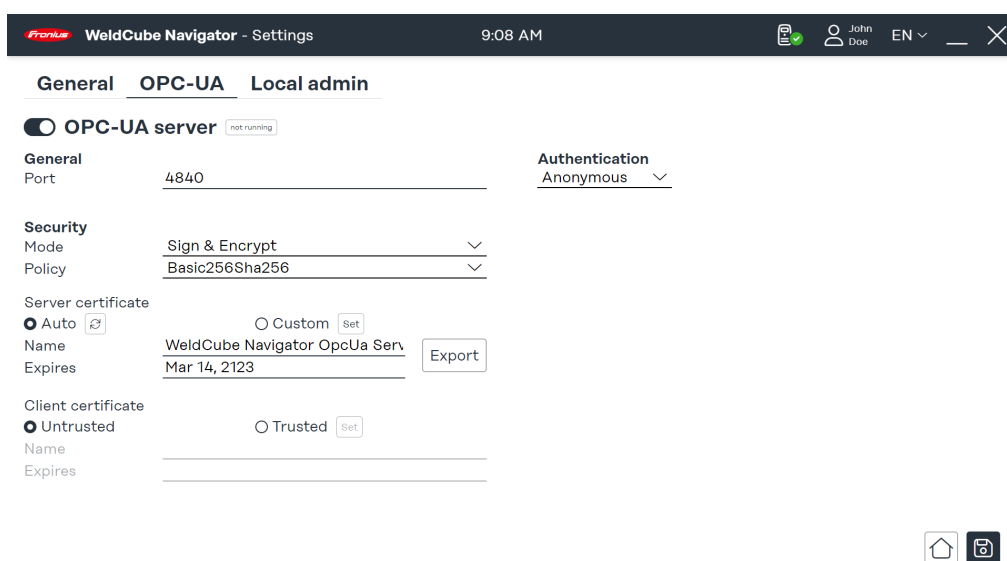 Fronius WeldCube Navigator - Settings 9:08 AM John Doe EN
General OPC-UA Local admin
OPC-UA server not running
General
Port 4840
Authentication
Anonymous
Security
Mode Sign & Encrypt
Policy Basic256Sha256
Server certificate
Auto Custom Set
Name WeldCube Navigator OpcUa Serv
Expires Mar 14, 2123
Export
Client certificate
Untrusted Trusted Set
Name
Expires